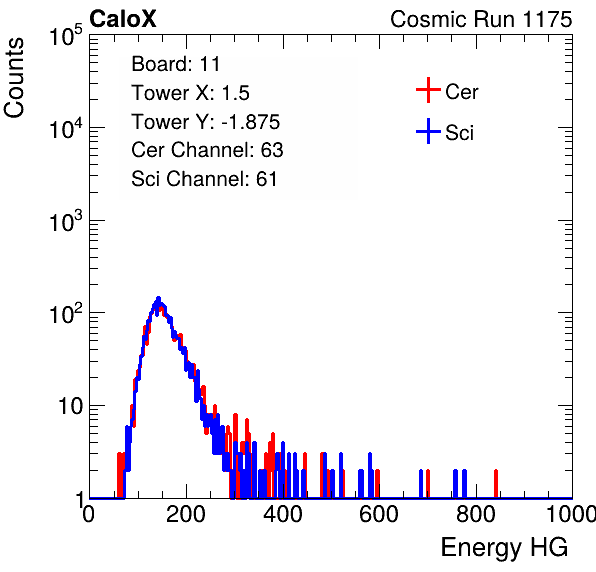 CaloX Cosmic Run 1175
Counts
Board: 11
Tower X: 1.5
Tower Y: -1.875
Cer Channel: 63
Sci Channel: 61
Cer
Sci
10^5
10^4
10^3
10^2
10
1
0 200 400 600 800 1000
Energy HG